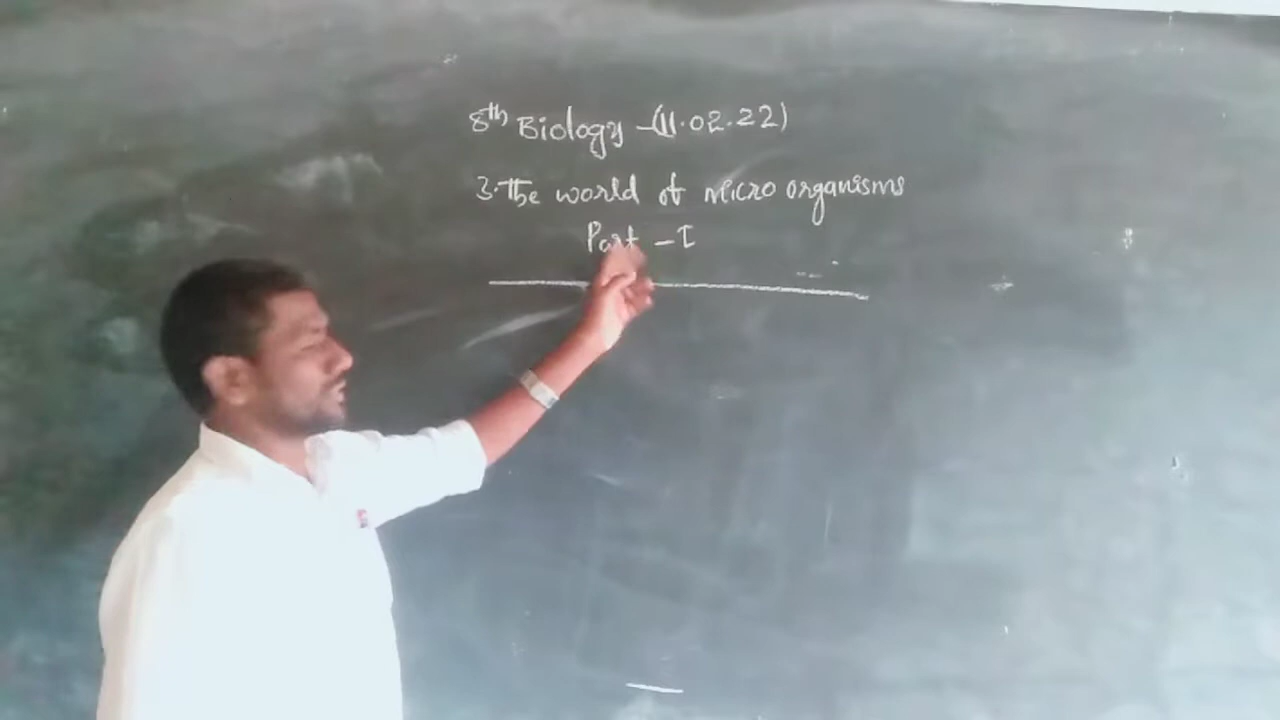 8th Biology - (11.02.22)
3. The world of Micro organisms
Part - I